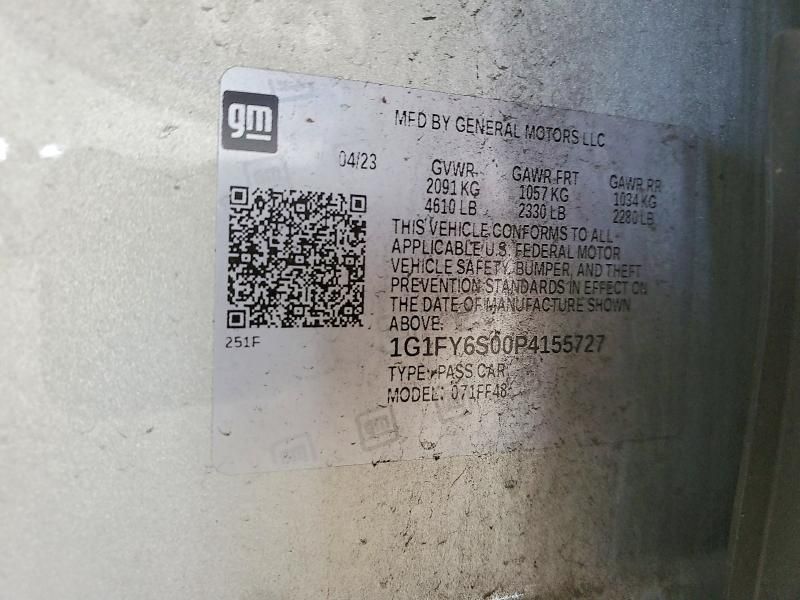 gm
MFD BY GENERAL MOTORS LLC
04/23 GVWR GAWR FRT GAWR RR
2091 KG 1057 KG 1034 KG
4610 LB 2330 LB 2280 LB
THIS VEHICLE CONFORMS TO ALL
APPLICABLE U.S. FEDERAL MOTOR
VEHICLE SAFETY, BUMPER, AND THEFT
PREVENTION STANDARDS IN EFFECT ON
THE DATE OF MANUFACTURE SHOWN
ABOVE.
251F
1G1FY6S00P4155727
TYPE: PASS CAR
MODEL: 071FF48